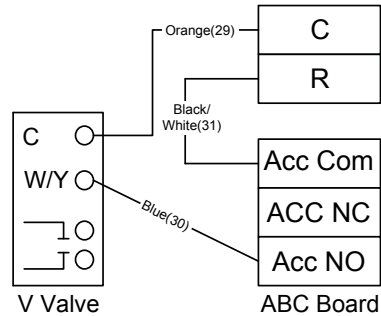 Orange(29)
C
R
Black/
White(31)
C
W/Y
Acc Com
ACC NC
Blue(30)
Acc NO
V Valve
ABC Board